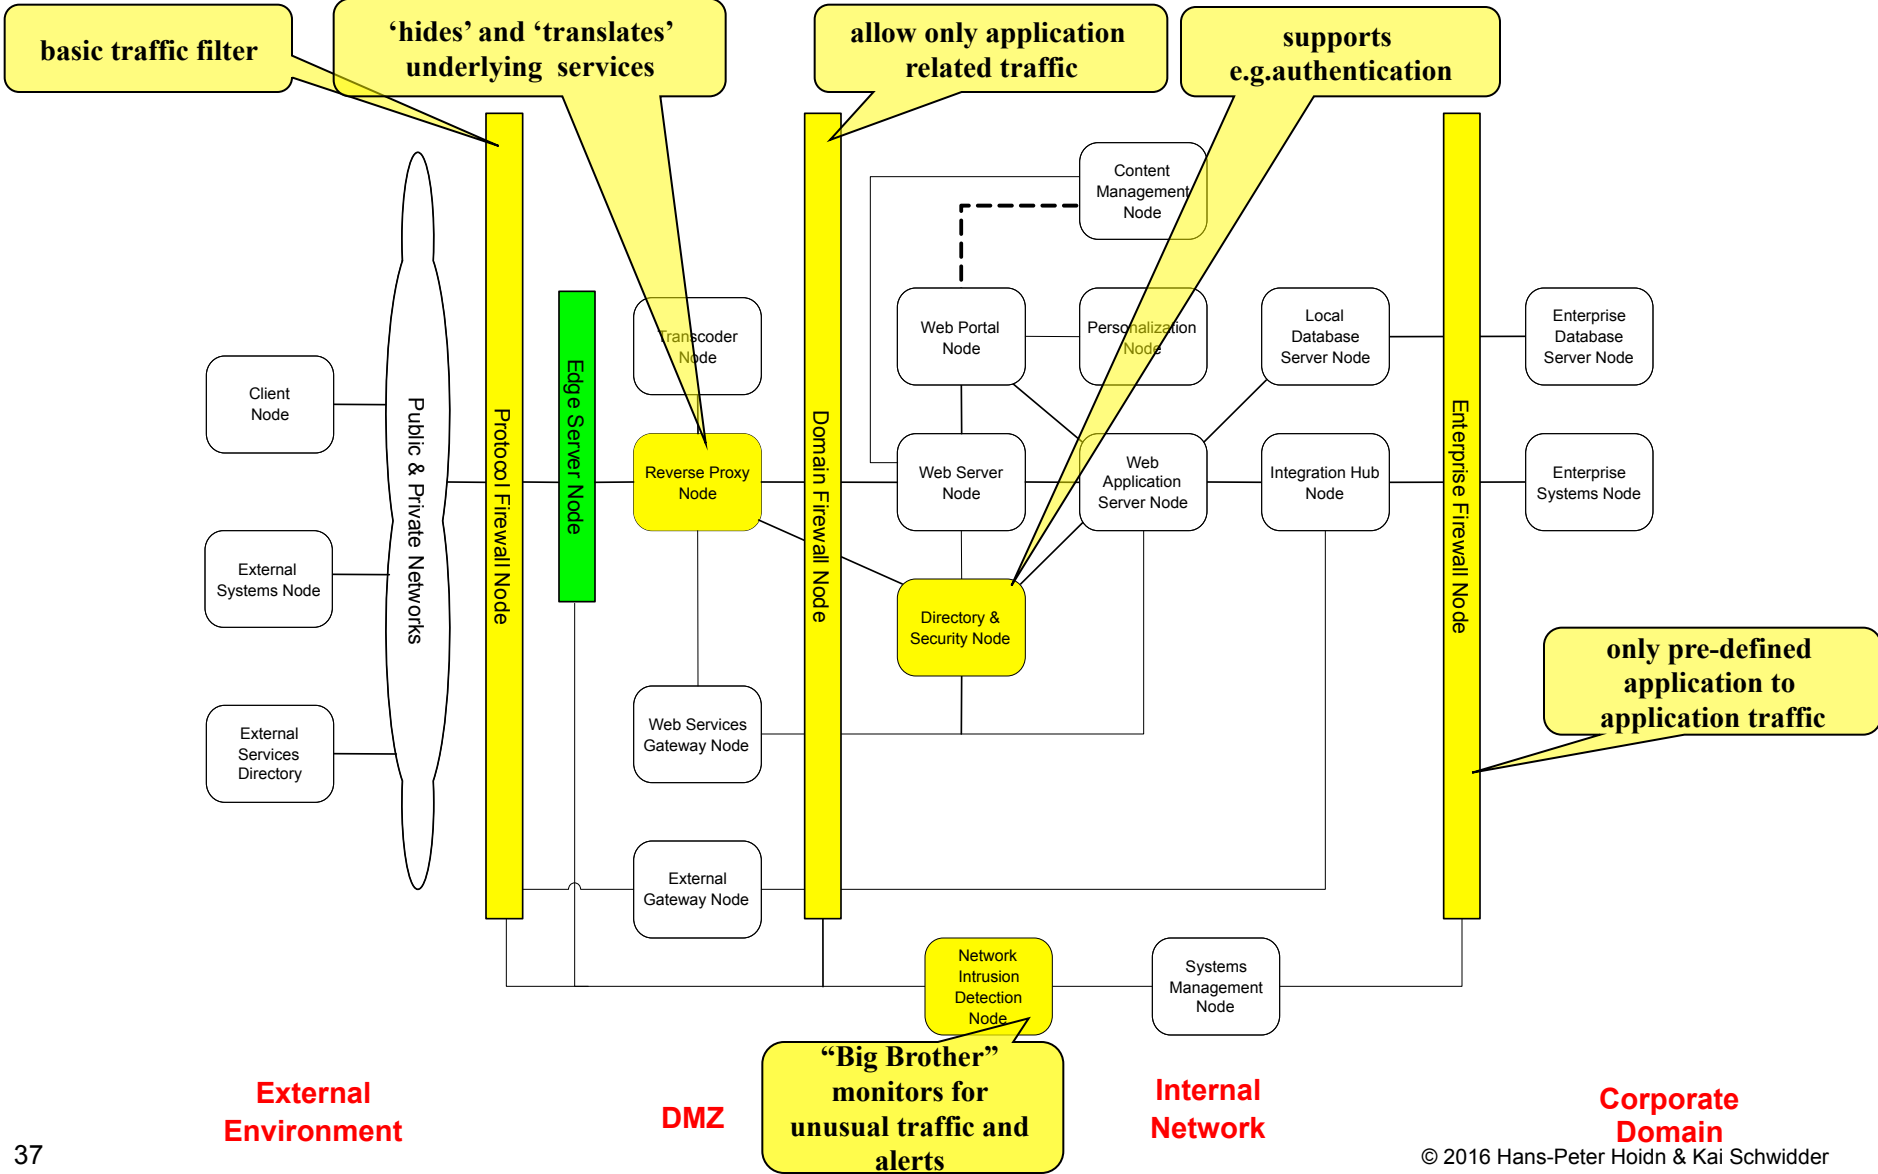 basic traffic filter
‘hides’ and ‘translates’
underlying services
allow only application
related traffic
supports
e.g.authentication
Content
Management
Node
Transcoder
Node
Web Portal
Node
Personalization
Node
Local
Database
Server Node
Enterprise
Database
Server Node
Client
Node
Public & Private Networks
Protocol Firewall Node
Edge Server Node
Reverse Proxy
Node
Domain Firewall Node
Web Server
Node
Web
Application
Server Node
Integration Hub
Node
Enterprise Firewall Node
Enterprise
Systems Node
External
Systems Node
Directory &
Security Node
only pre-defined
application to
application traffic
External
Services
Directory
Web Services
Gateway Node
External
Gateway Node
Network
Intrusion
Detection
Node
Systems
Management
Node
“Big Brother”
monitors for
unusual traffic and
alerts
External
Environment
DMZ
Internal
Network
Corporate
Domain
37
© 2016 Hans-Peter Hoidn & Kai Schwidder